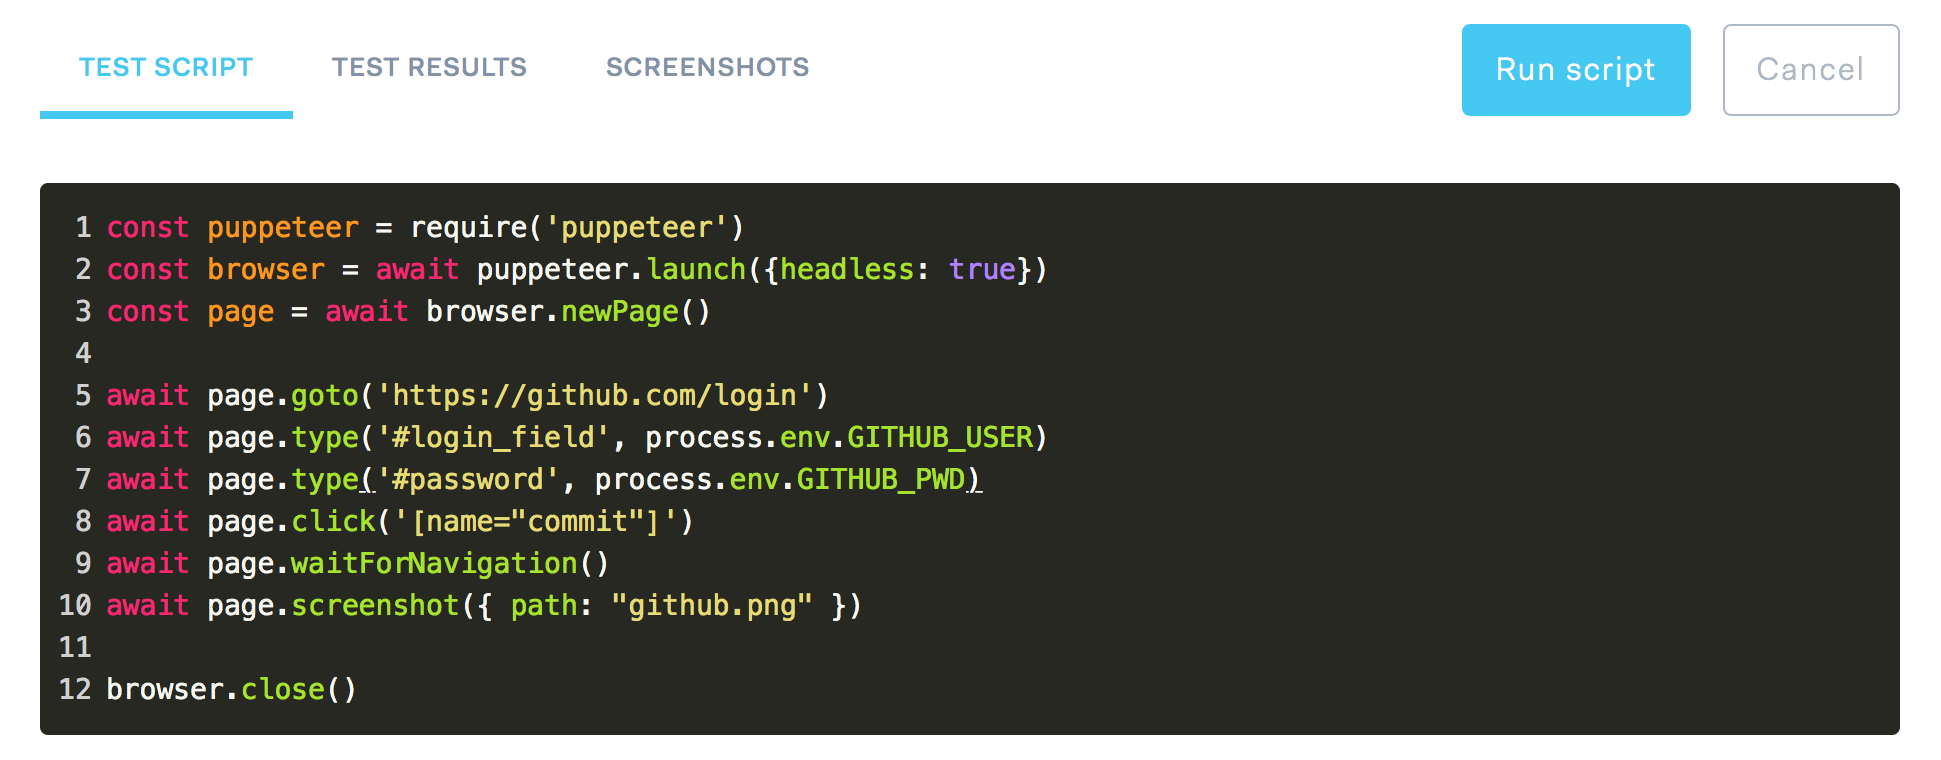 TEST SCRIPT TEST RESULTS SCREENSHOTS Run script Cancel
1 const puppeteer = require('puppeteer')
2 const browser = await puppeteer.launch({headless: true})
3 const page = await browser.newPage()
4
5 await page.goto('https://github.com/login')
6 await page.type('#login_field', process.env.GITHUB_USER)
7 await page.type('#password', process.env.GITHUB_PWD)
8 await page.click('[name="commit"]')
9 await page.waitForNavigation()
10 await page.screenshot({ path: "github.png" })
11
12 browser.close()